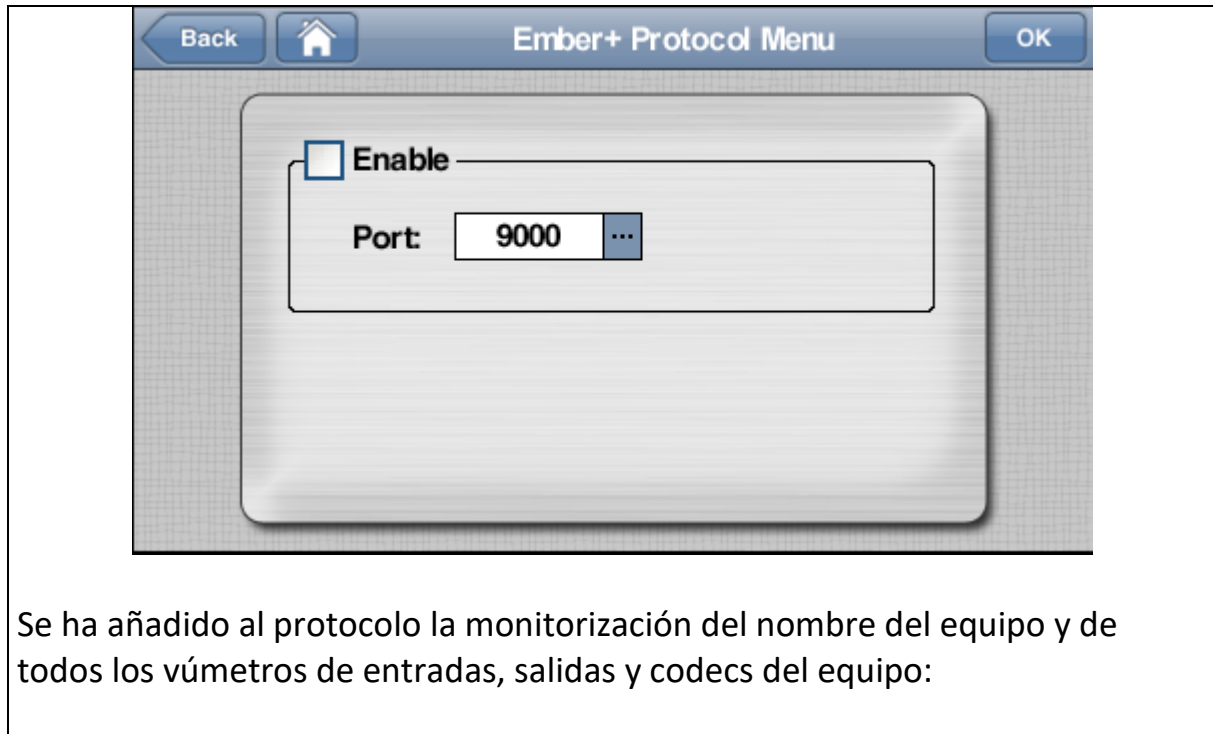 Back
Ember+ Protocol Menu
OK
Enable
Port:
9000
...
Se ha añadido al protocolo la monitorización del nombre del equipo y de
todos los vúmetros de entradas, salidas y codecs del equipo: